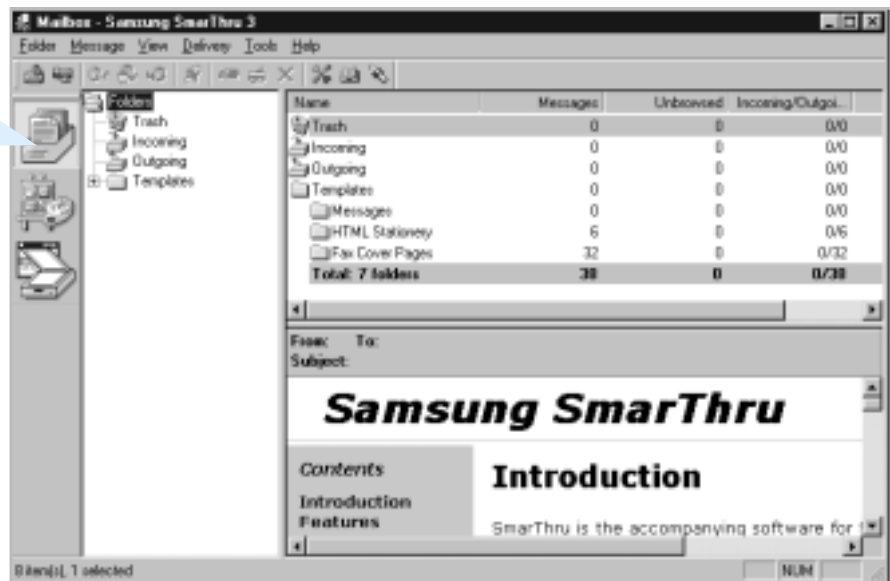 Mailbox - Samsung SmarThru 3
Folder Message View Delivery Tools Help
Folders
Trash
Incoming
Outgoing
Templates
Name Messages Unbrowsed Incoming/Outgoi...
Trash 0 0 0/0
Incoming 0 0 0/0
Outgoing 0 0 0/0
Templates 0 0 0/0
Messages 0 0 0/0
HTML Stationery 6 0 0/6
Fax Cover Pages 32 0 0/32
Total: 7 folders 38 0 0/38
From: To:
Subject:
Samsung SmarThru
Contents
Introduction
Features
Introduction
SmarThru is the accompanying software for
8 item(s), 1 selected
NUM